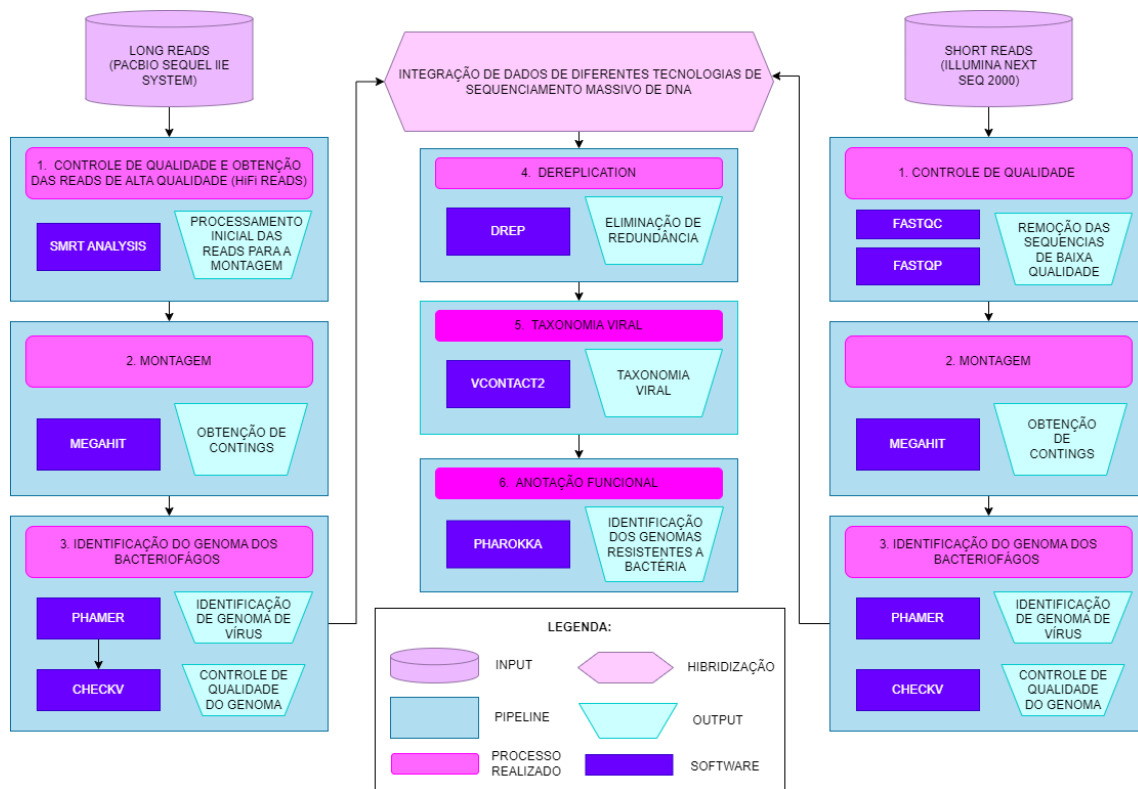 LONG READS
(PACBIO SEQUEL IIE
SYSTEM)
1. CONTROLE DE QUALIDADE E OBTENÇÃO
DAS READS DE ALTA QUALIDADE (HiFi READS)
SMRT ANALYSIS
PROCESSAMENTO
INICIAL DAS
READS PARA A
MONTAGEM
2. MONTAGEM
MEGAHIT
OBTENÇÃO DE
CONTINGS
3. IDENTIFICAÇÃO DO GENOMA DOS
BACTERIOFÁGOS
PHAMER
IDENTIFICAÇÃO
DE GENOMA DE
VÍRUS
CHECKV
CONTROLE DE
QUALIDADE
DO GENOMA
INTEGRAÇÃO DE DADOS DE DIFERENTES TECNOLOGIAS DE
SEQUENCIAMENTO MASSIVO DE DNA
4. DEREPLICATION
DREP
ELIMINAÇÃO DE
REDUNDÂNCIA
5. TAXONOMIA VIRAL
VCONTACT2
TAXONOMIA
VIRAL
6. ANOTAÇÃO FUNCIONAL
PHAROKKA
IDENTIFICAÇÃO
DOS GENOMAS
RESISTENTES A
BACTÉRIA
LEGENDA:
INPUT
HIBRIDIZAÇÃO
PIPELINE
OUTPUT
PROCESSO
REALIZADO
SOFTWARE
SHORT READS
(ILLUMINA NEXT
SEQ 2000)
1. CONTROLE DE QUALIDADE
FASTQC
FASTQP
REMOÇÃO DAS
SEQUENCIAS
DE BAIXA
QUALIDADE
2. MONTAGEM
MEGAHIT
OBTENÇÃO
DE
CONTINGS
3. IDENTIFICAÇÃO DO GENOMA DOS
BACTERIOFÁGOS
PHAMER
IDENTIFICAÇÃO
DE GENOMA DE
VÍRUS
CHECKV
CONTROLE DE
QUALIDADE
DO GENOMA